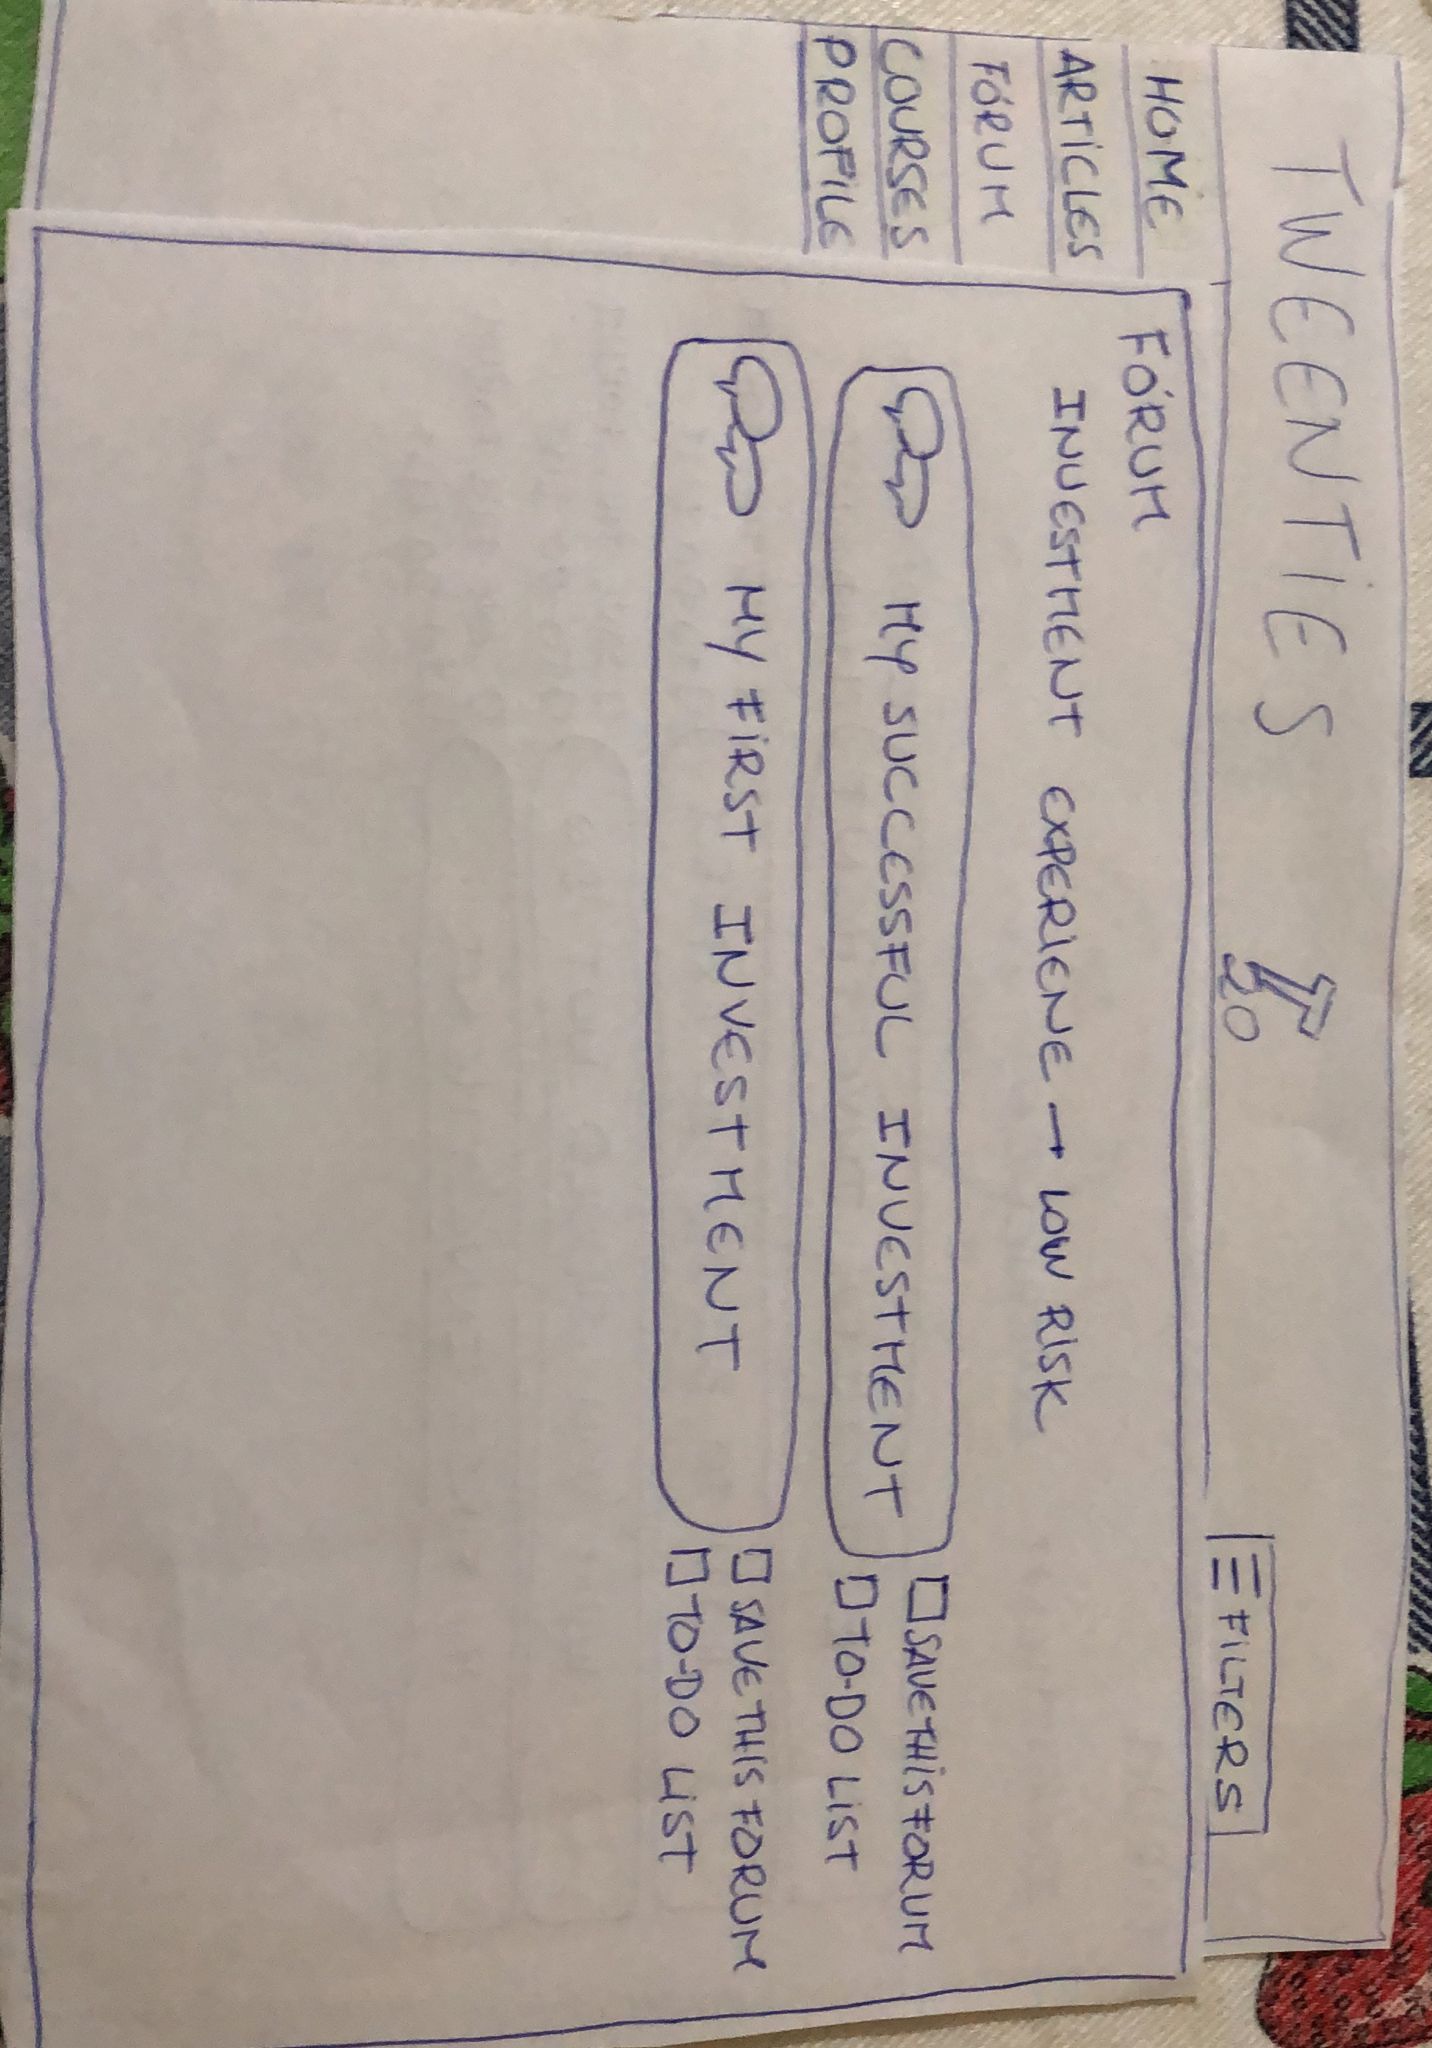 TWEENTIES
20
≡ FILTERS
HOME
ARTICLES
FÓRUM
COURSES
PROFILE
FÓRUM
INVESTMENT EXPERIENE → LOW RISK
MY SUCCESSFUL INVESTMENT
□ SAVE THIS FORUM
□ TO-DO LIST
MY FIRST INVESTMENT
□ SAVE THIS FORUM
□ TO-DO LIST